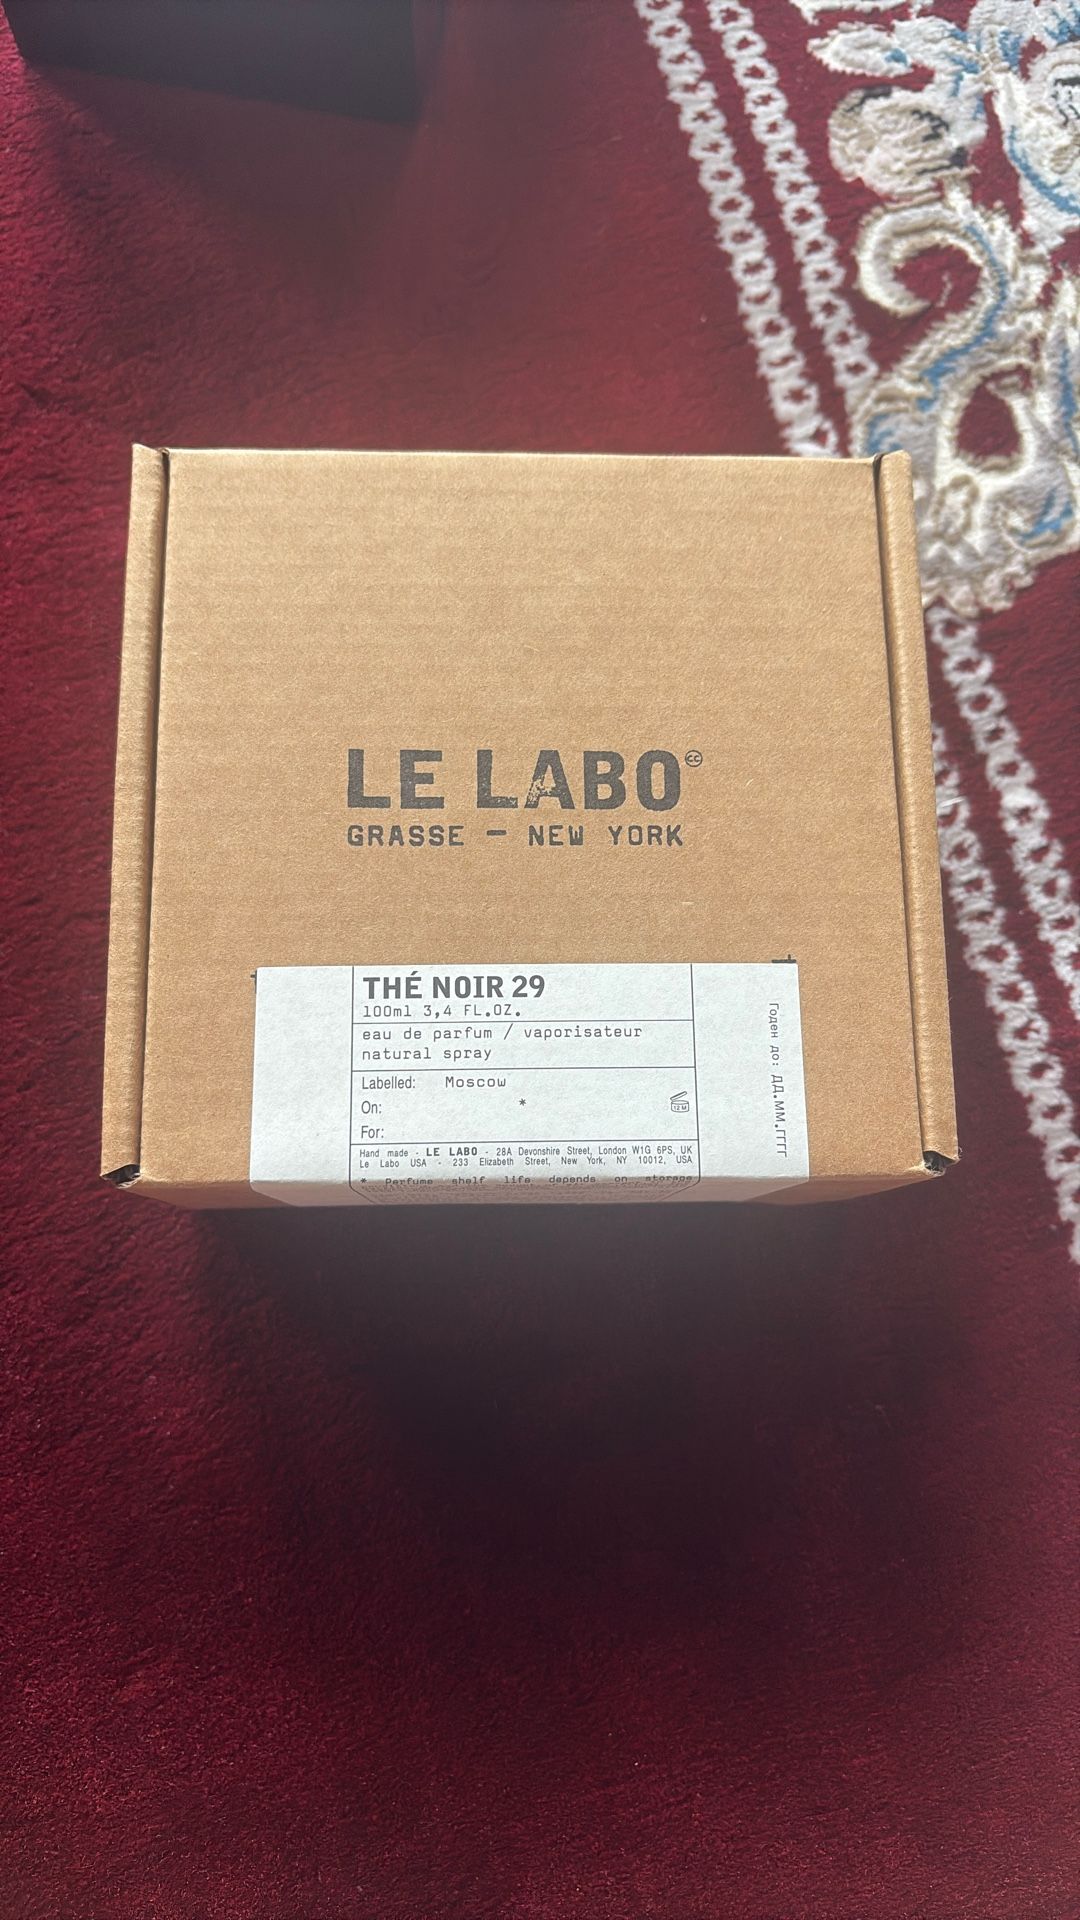 LE LABO
GRASSE — NEW YORK
THÉ NOIR 29
100ml 3,4 FL.OZ.
eau de parfum / vaporisateur
natural spray
Labelled: Moscow
On: *
12 M
For:
Hand made - LE LABO - 28A Devonshire Street, London W1G 6PS, UK
Le Labo USA - 233 Elizabeth Street, New York, NY 10012, USA
* Perfume shelf life depends on storage
Годен до: ДД.ММ.ГГГГ